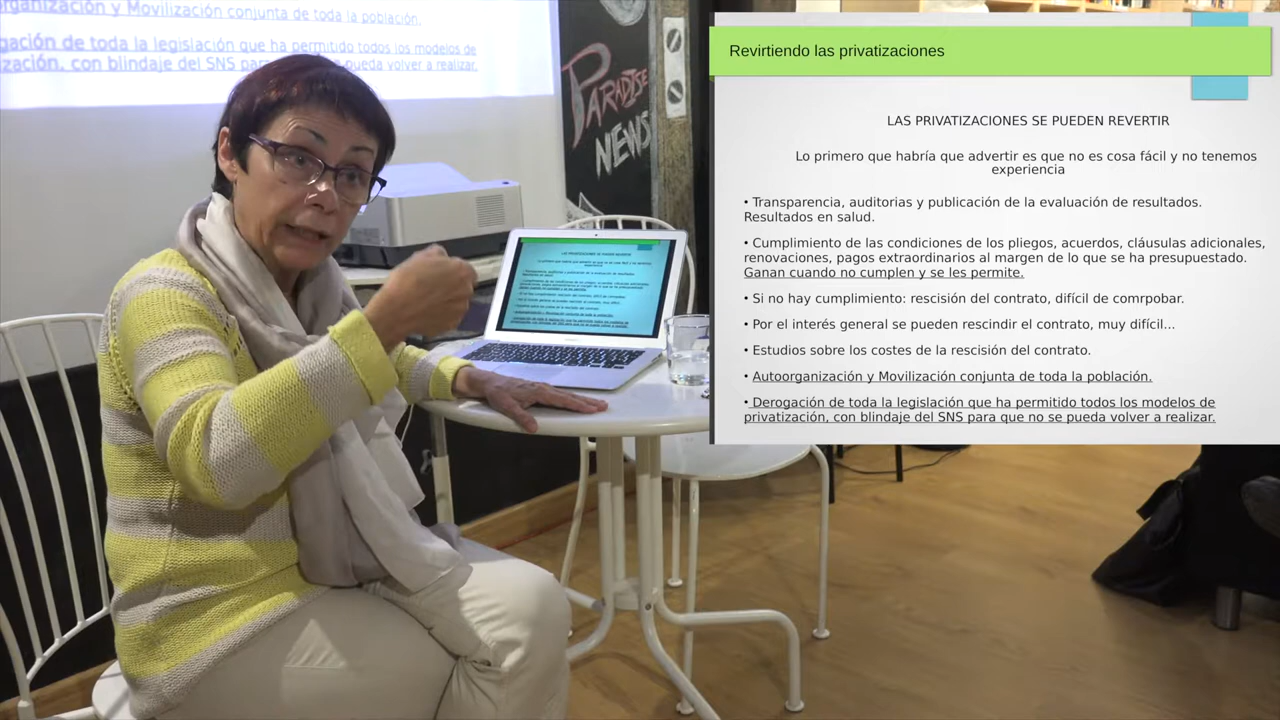 organización y Movilización conjunta de toda la población.
gación de toda la legislación que ha permitido todos los modelos de
zación, con blindaje del SNS para
pueda volver a realizar.
PARADISE
NEWS
Revirtiendo las privatizaciones
LAS PRIVATIZACIONES SE PUEDEN REVERTIR
Lo primero que habría que advertir es que no es cosa fácil y no tenemos
experiencia
• Transparencia, auditorias y publicación de la evaluación de resultados.
Resultados en salud.
• Cumplimiento de las condiciones de los pliegos, acuerdos, cláusulas adicionales,
renovaciones, pagos extraordinarios al margen de lo que se ha presupuestado.
Ganan cuando no cumplen y se les permite.
• Si no hay cumplimiento: rescisión del contrato, difícil de comrpobar.
• Por el interés general se pueden rescindir el contrato, muy difícil...
• Estudios sobre los costes de la rescisión del contrato.
• Autoorganización y Movilización conjunta de toda la población.
• Derogación de toda la legislación que ha permitido todos los modelos de
privatización, con blindaje del SNS para que no se pueda volver a realizar.